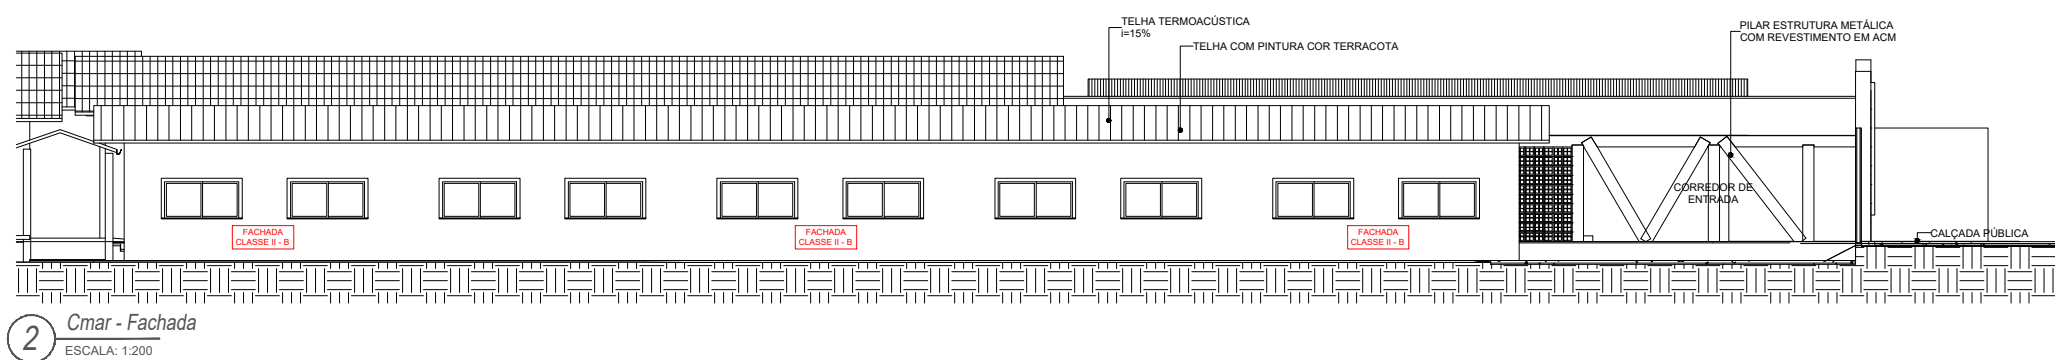 TELHA TERMOACÚSTICA
i=15%
TELHA COM PINTURA COR TERRACOTA
PILAR ESTRUTURA METÁLICA
COM REVESTIMENTO EM ACM
CORREDOR DE
ENTRADA
FACHADA
CLASSE II - B
FACHADA
CLASSE II - B
FACHADA
CLASSE II - B
CALÇADA PÚBLICA
2
Cmar - Fachada
ESCALA: 1:200